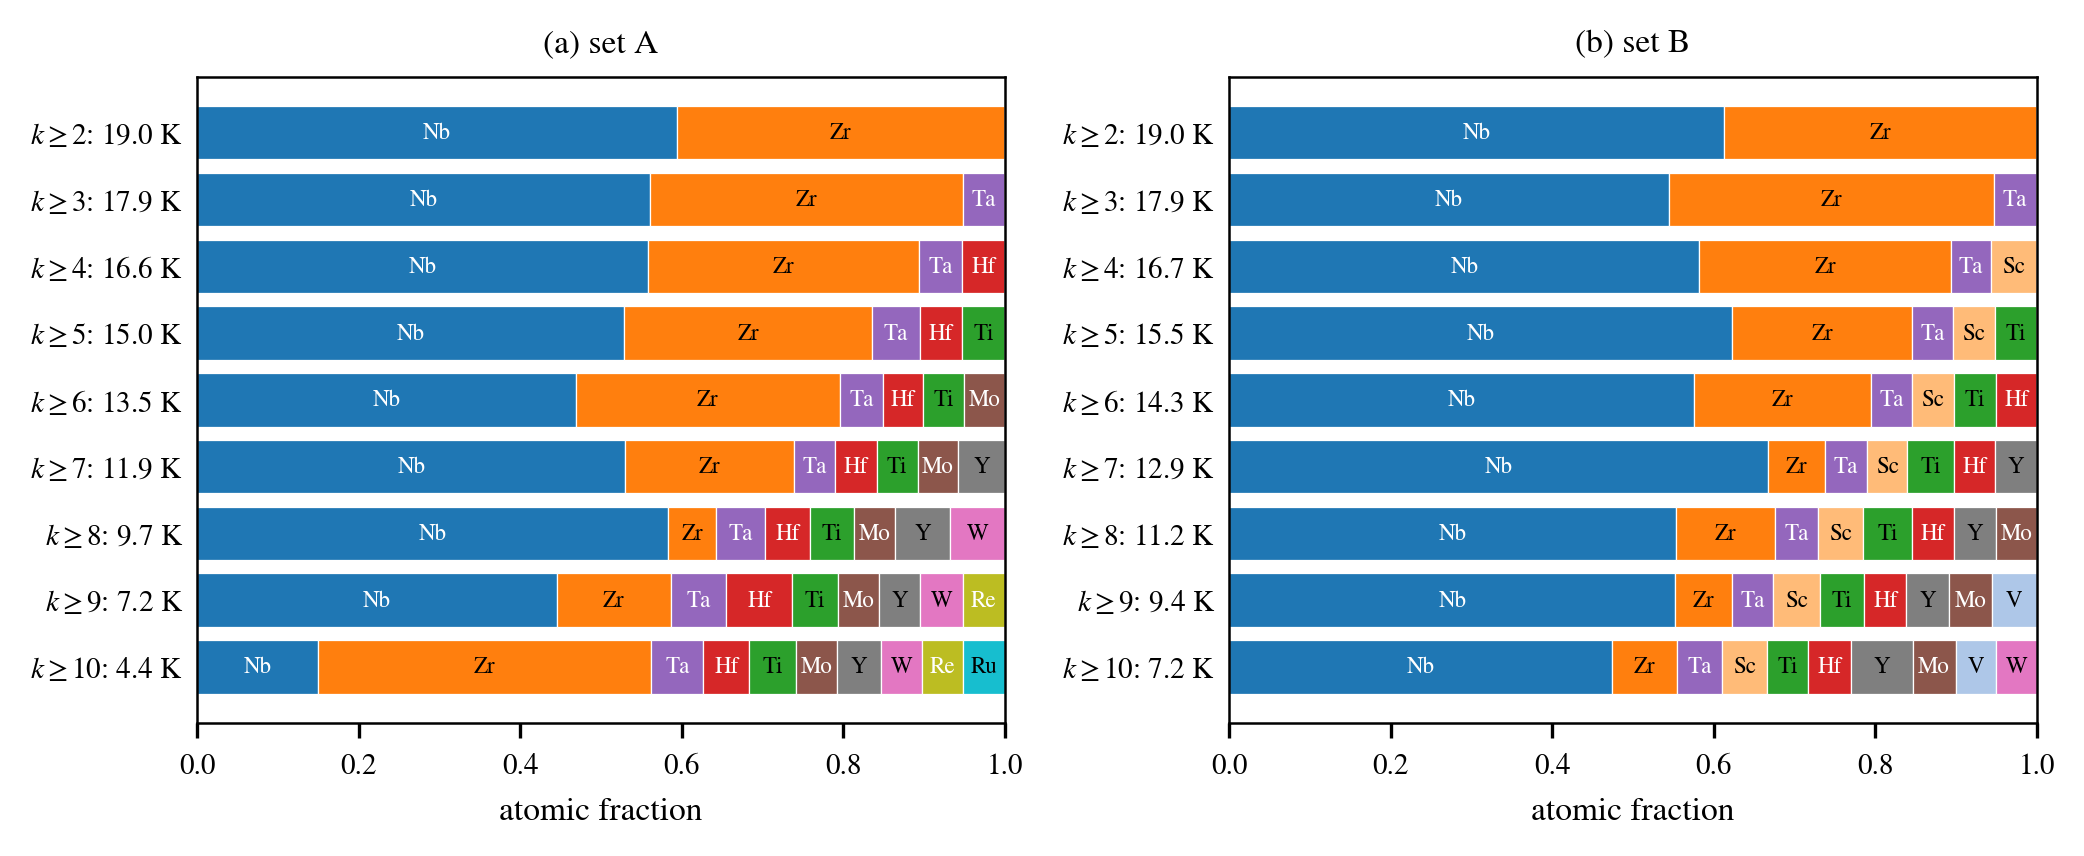 (a) set A
k≥2: 19.0 K Nb Zr
k≥3: 17.9 K Nb Zr Ta
k≥4: 16.6 K Nb Zr Ta Hf
k≥5: 15.0 K Nb Zr Ta Hf Ti
k≥6: 13.5 K Nb Zr Ta Hf Ti Mo
k≥7: 11.9 K Nb Zr Ta Hf Ti Mo Y
k≥8: 9.7 K Nb Zr Ta Hf Ti Mo Y W
k≥9: 7.2 K Nb Zr Ta Hf Ti Mo Y W Re
k≥10: 4.4 K Nb Zr Ta Hf Ti Mo Y W Re Ru
0.0 0.2 0.4 0.6 0.8 1.0
atomic fraction
(b) set B
k≥2: 19.0 K Nb Zr
k≥3: 17.9 K Nb Zr Ta
k≥4: 16.7 K Nb Zr Ta Sc
k≥5: 15.5 K Nb Zr Ta Sc Ti
k≥6: 14.3 K Nb Zr Ta Sc Ti Hf
k≥7: 12.9 K Nb Zr Ta Sc Ti Hf Y
k≥8: 11.2 K Nb Zr Ta Sc Ti Hf Y Mo
k≥9: 9.4 K Nb Zr Ta Sc Ti Hf Y Mo V
k≥10: 7.2 K Nb Zr Ta Sc Ti Hf Y Mo V W
0.0 0.2 0.4 0.6 0.8 1.0
atomic fraction